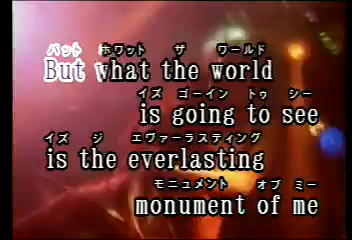 バット ホワット ザ ワールド
But what the world
イズ ゴーイン トゥ シー
is going to see
イズ ジ エヴァーラスティング
is the everlasting
モニュメント オブ ミー
monument of me